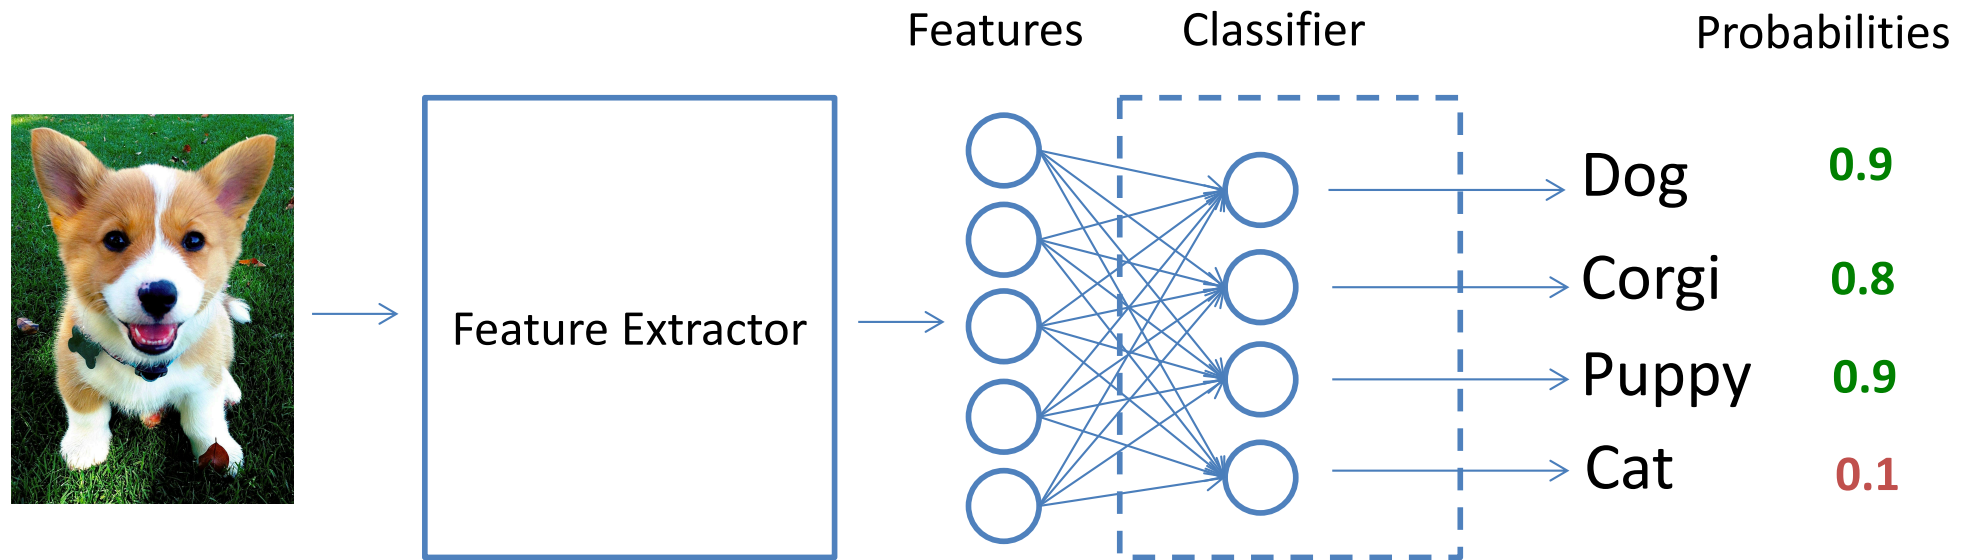 Features
Classifier
Probabilities
Feature Extractor
Dog 0.9
Corgi 0.8
Puppy 0.9
Cat 0.1